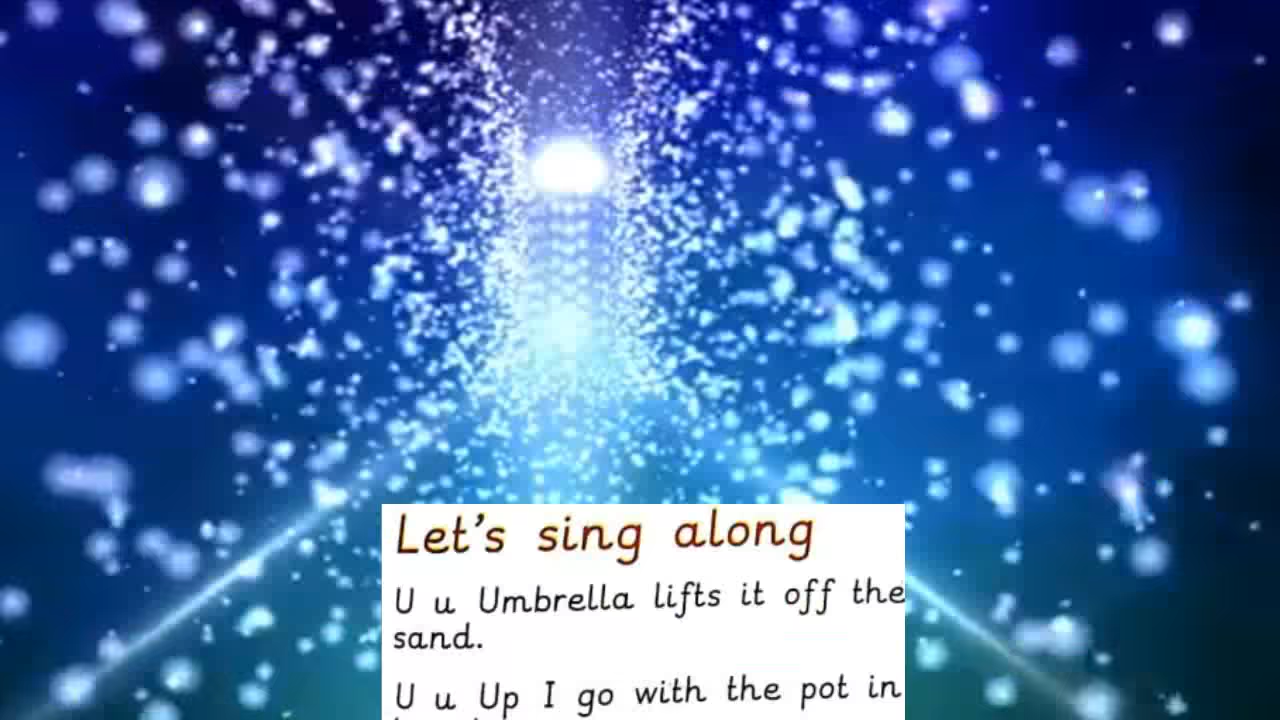 Let's sing along
U u Umbrella lifts it off the
sand.
U u Up I go with the pot in